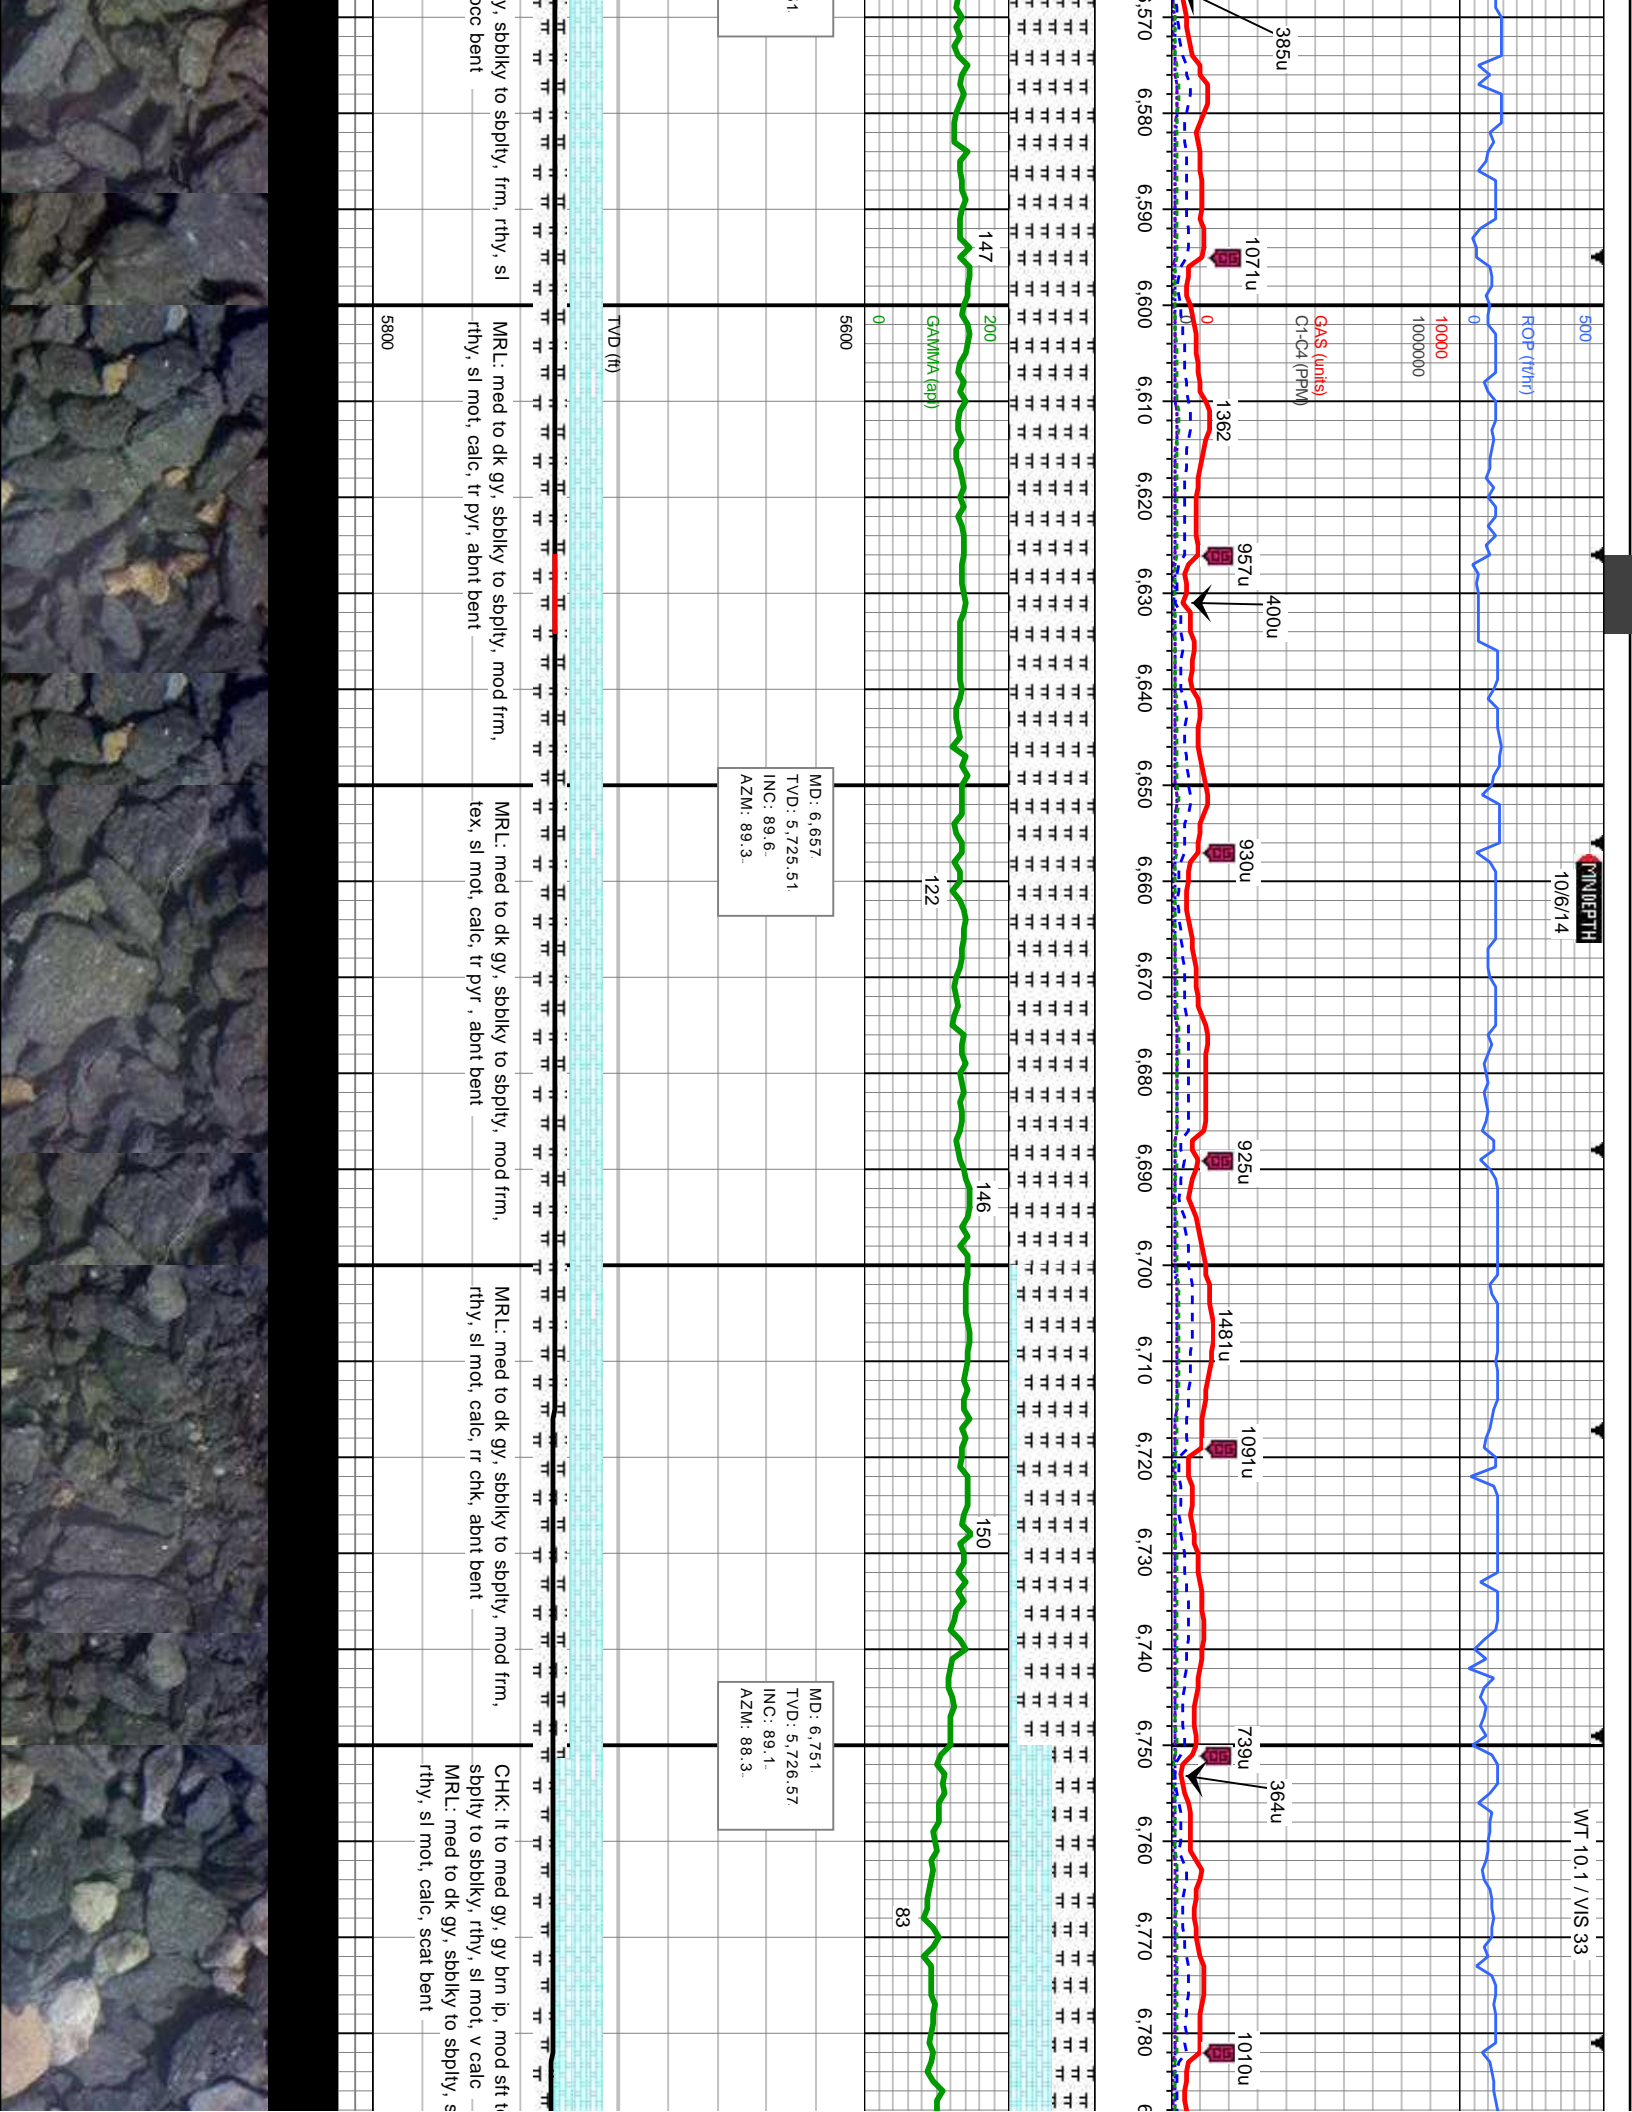 500
ROP (ft/hr)
0
WT 10.1 / VIS 33
MNDEPTH
10/6/14
10000
1000000
GAS (units)
C1-C4 (PPM)
0
0
385u
1071u
1362
957u
400u
930u
925u
1481u
1091u
739u
364u
1010u
6,570
6,580
6,590
6,600
6,610
6,620
6,630
6,640
6,650
6,660
6,670
6,680
6,690
6,700
6,710
6,720
6,730
6,740
6,750
6,760
6,770
6,780
200
GAMMA (api)
0
147
122
146
150
83
5600
TVD (ft)
5800
MD: 6,657
TVD: 5,725.51
INC: 89.6
AZM: 89.3
MD: 6,751
TVD: 5,726.57
INC: 89.1
AZM: 88.3
y, sbblky to sbplty, frm, rthy, sl
occ bent
MRL: med to dk gy, sbblky to sbplty, mod frm,
rthy, sl mot, calc, tr pyr, abnt bent
MRL: med to dk gy, sbblky to sbplty, mod frm,
tex, sl mot, calc, tr pyr , abnt bent
MRL: med to dk gy, sbblky to sbplty, mod frm,
rthy, sl mot, calc, rr chk, abnt bent
CHK: lt to med gy, gy brn ip, mod sft t
sbplty to sbblky, rthy, sl mot, v calc
MRL: med to dk gy, sbblky to sbplty, s
rthy, sl mot, calc, scat bent